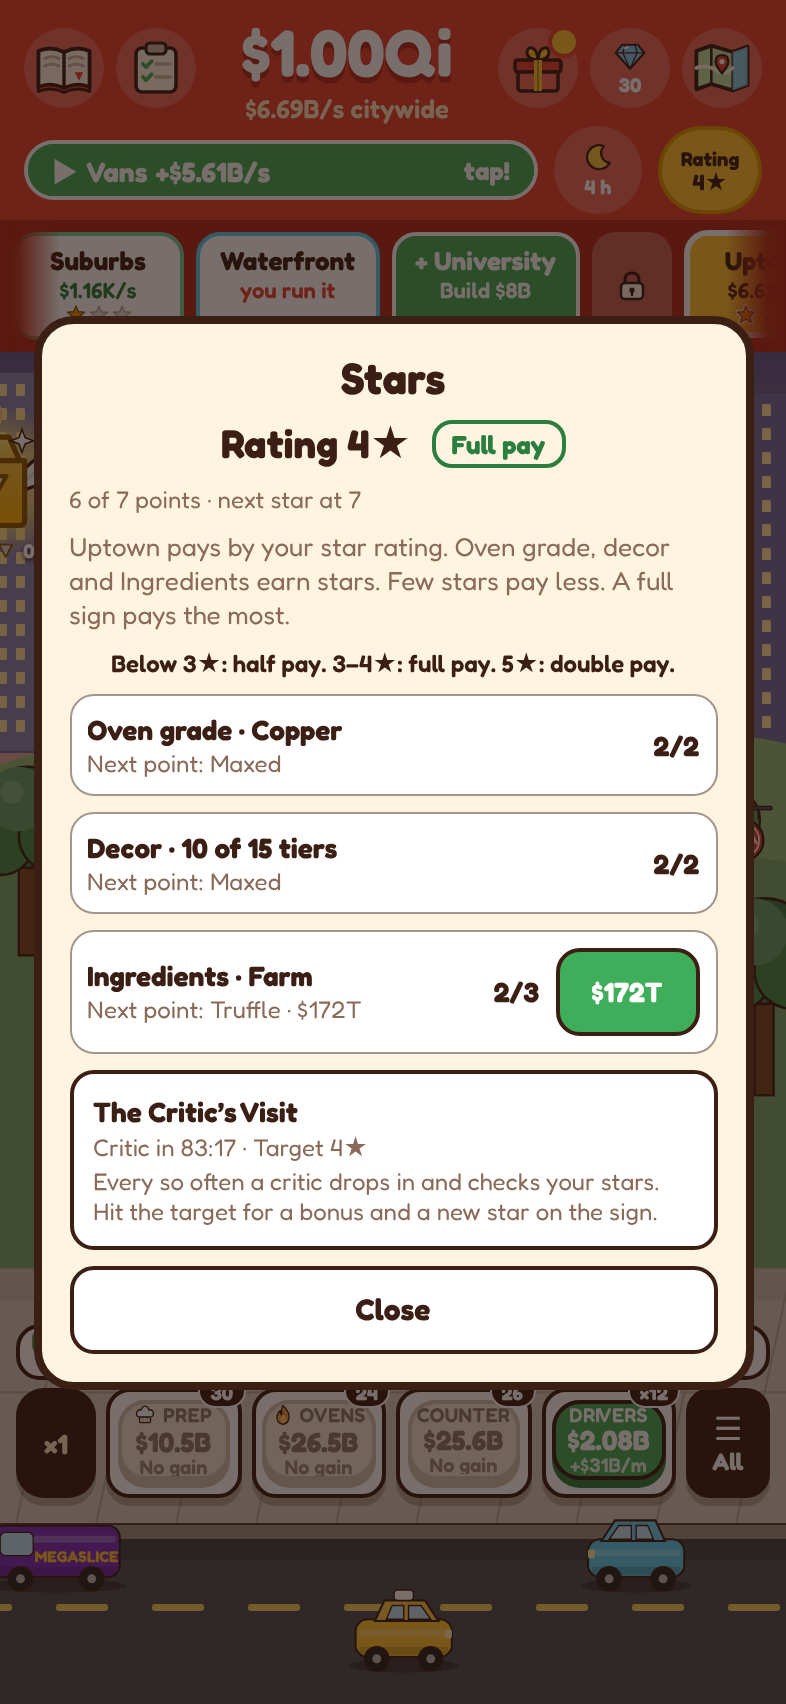 $1.00Qi
$6.69B/s citywide
30
Vans +$5.61B/s
tap!
4 h
Rating
4★
Suburbs
$1.16K/s
Waterfront
you run it
+ University
Build $8B
Stars
Rating 4★
Full pay
6 of 7 points · next star at 7
Uptown pays by your star rating. Oven grade, decor
and Ingredients earn stars. Few stars pay less. A full
sign pays the most.
Below 3★: half pay. 3–4★: full pay. 5★: double pay.
Oven grade · Copper
Next point: Maxed
2/2
Decor · 10 of 15 tiers
Next point: Maxed
2/2
Ingredients · Farm
Next point: Truffle · $172T
2/3
$172T
The Critic's Visit
Critic in 83:17 · Target 4★
Every so often a critic drops in and checks your stars.
Hit the target for a bonus and a new star on the sign.
Close
x1
30
PREP
$10.5B
No gain
24
OVENS
$26.5B
No gain
26
COUNTER
$25.6B
No gain
x12
DRIVERS
$2.08B
+$31B/m
All
MEGASLICE